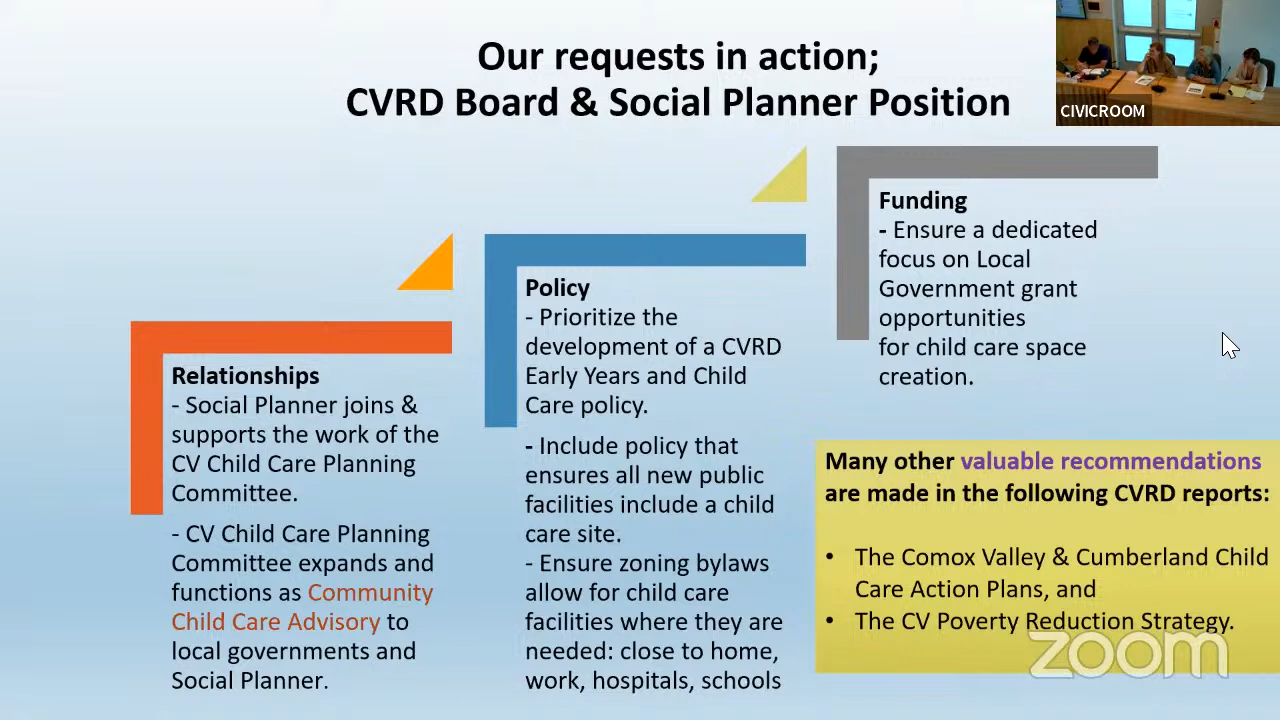 Our requests in action;
CVRD Board & Social Planner Position
CIVICROOM
Relationships
- Social Planner joins &
supports the work of the
CV Child Care Planning
Committee.
- CV Child Care Planning
Committee expands and
functions as Community
Child Care Advisory to
local governments and
Social Planner.
Policy
- Prioritize the
development of a CVRD
Early Years and Child
Care policy.
- Include policy that
ensures all new public
facilities include a child
care site.
- Ensure zoning bylaws
allow for child care
facilities where they are
needed: close to home,
work, hospitals, schools
Funding
- Ensure a dedicated
focus on Local
Government grant
opportunities
for child care space
creation.
Many other valuable recommendations
are made in the following CVRD reports:
• The Comox Valley & Cumberland Child
Care Action Plans, and
• The CV Poverty Reduction Strategy.
zoom